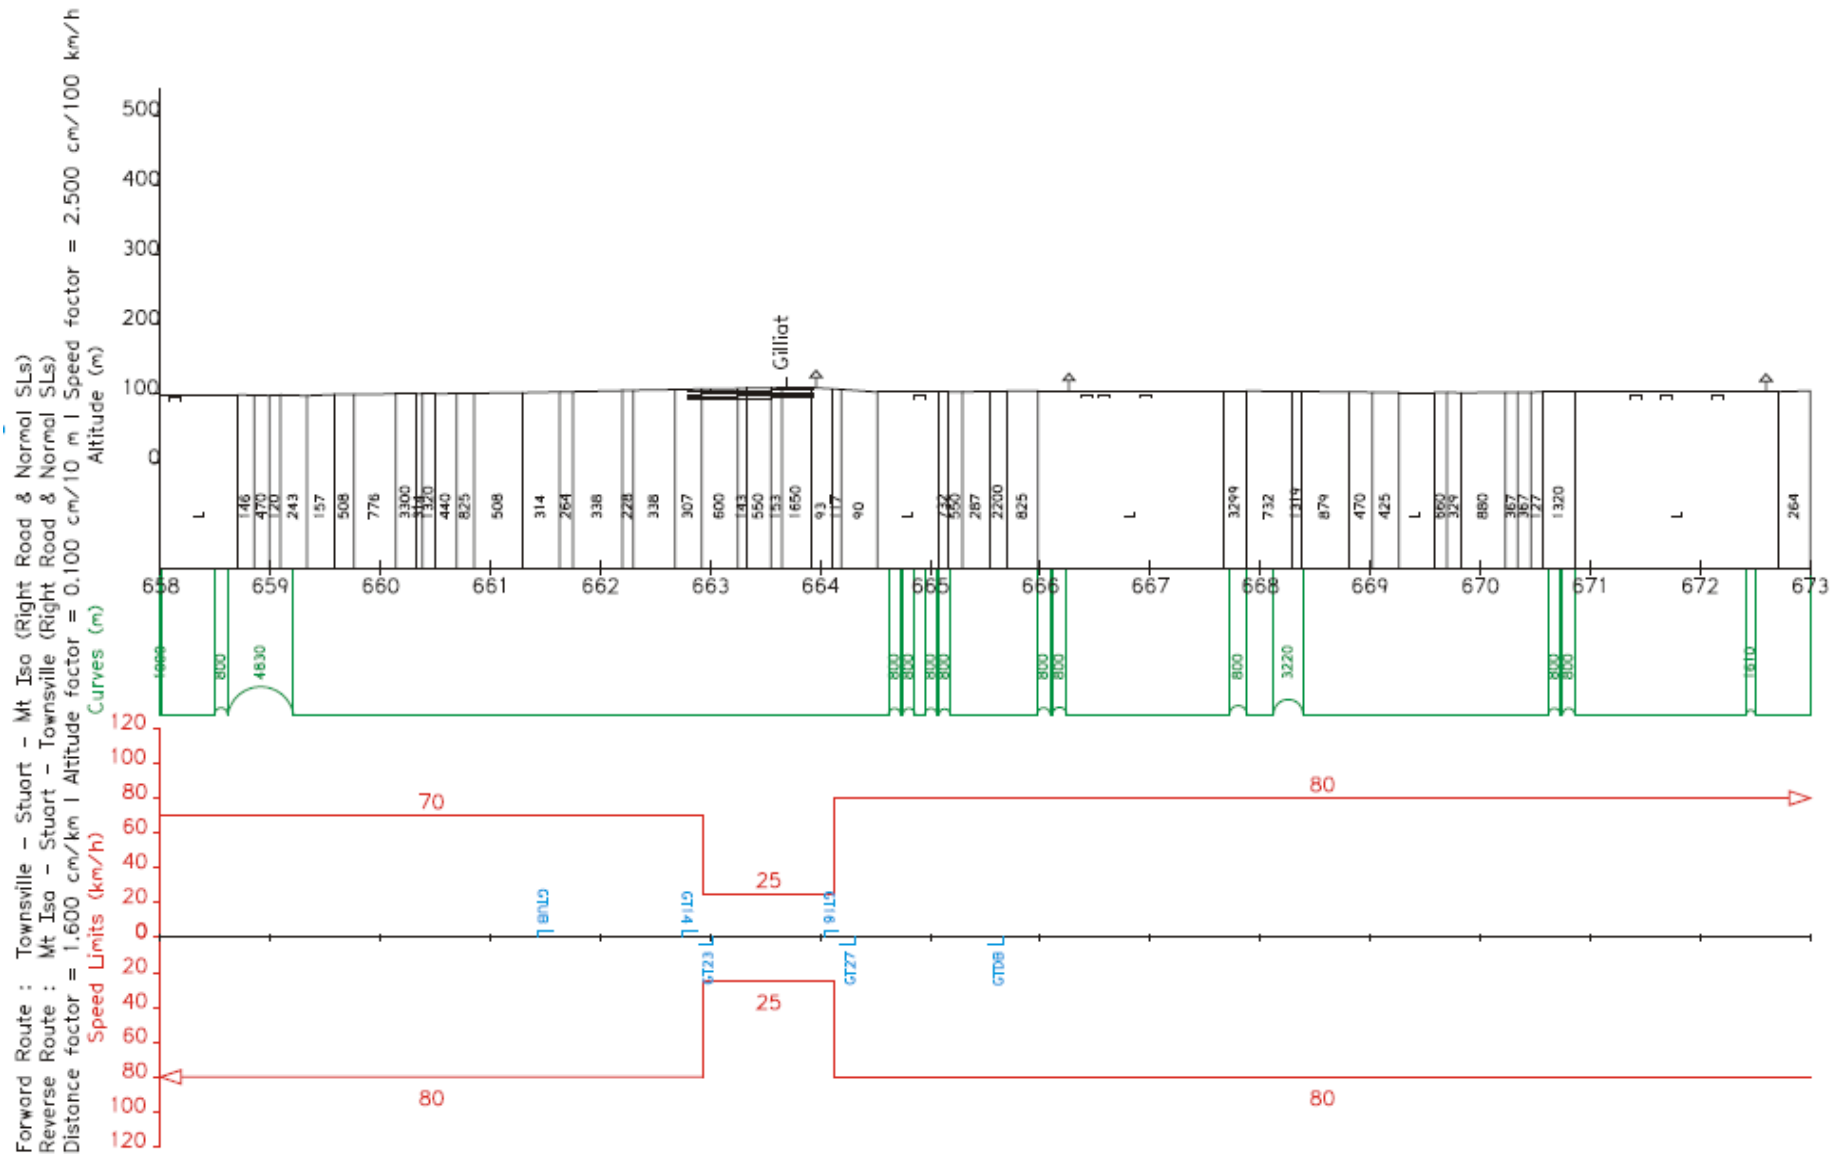 Forward Route : Townsville - Stuart - Mt Isa (Right Road & Normal SLs)
Reverse Route : Mt Isa - Stuart - Townsville (Right Road & Normal SLs)
Distance factor = 1.600 cm/km | Altitude factor = 0.100 cm/10 m | Speed factor = 2.500 cm/100 km/h
Altitude (m)
500
400
300
200
100
0
Gilliat
L 146 470 120 243 157 508 776 3300 314 1320 440 825 508 314 264 338 228 338 307 600 143 550 153 1650 93 117 90 L 732 550 287 2200 825 L 3299 732 1319 879 470 425 L 660 329 880 367 367 127 1320 L 264
658 659 660 661 662 663 664 665 666 667 668 669 670 671 672 673
Curves (m)
800 4830 800 800 800 800 800 800 800 3220 800 800 1610
Speed Limits (km/h)
120
100
80
60
40
20
0
20
40
60
80
100
120
70
25
80
GTUB GT14 GT16
GT23 GT27 GTDB
25
80
80